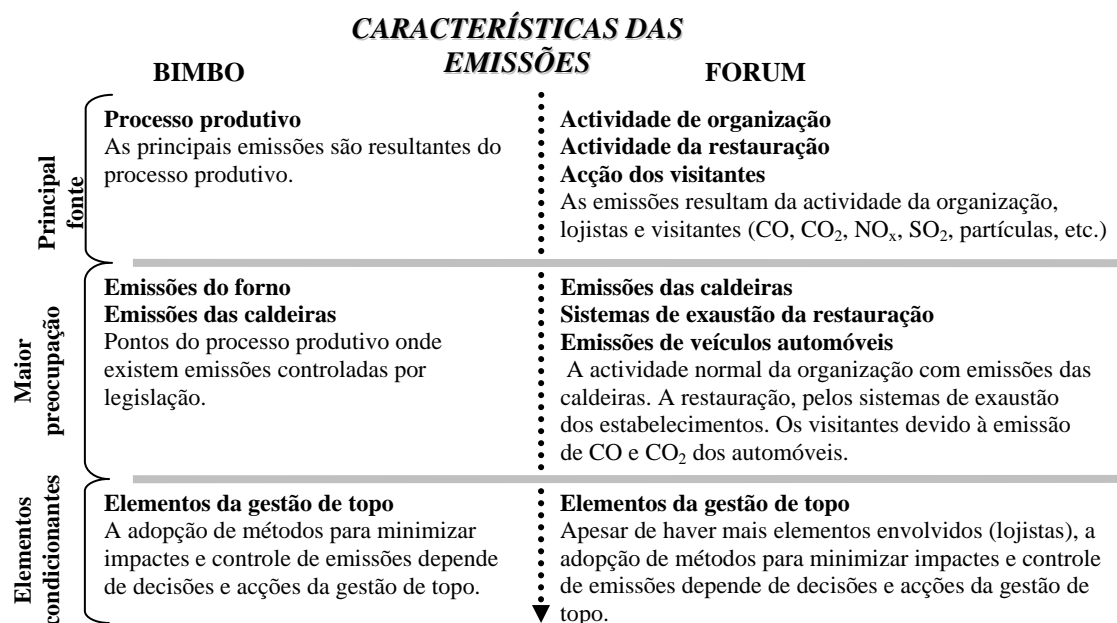 CARACTERÍSTICAS DAS
EMISSÕES
BIMBO
FORUM
Principal
fonte
Processo produtivo
As principais emissões são resultantes do
processo produtivo.
Actividade de organização
Actividade da restauração
Acção dos visitantes
As emissões resultam da actividade da organização,
lojistas e visitantes (CO, CO₂, NOₓ, SO₂, partículas, etc.)
Maior
preocupação
Emissões do forno
Emissões das caldeiras
Pontos do processo produtivo onde
existem emissões controladas por
legislação.
Emissões das caldeiras
Sistemas de exaustão da restauração
Emissões de veículos automóveis
A actividade normal da organização com emissões das
caldeiras. A restauração, pelos sistemas de exaustão
dos estabelecimentos. Os visitantes devido à emissão
de CO e CO₂ dos automóveis.
Elementos
condicionantes
Elementos da gestão de topo
A adopção de métodos para minimizar
impactes e controle de emissões depende
de decisões e acções da gestão de topo.
Elementos da gestão de topo
Apesar de haver mais elementos envolvidos (lojistas), a
adopção de métodos para minimizar impactes e controle
de emissões depende de decisões e acções da gestão de
topo.